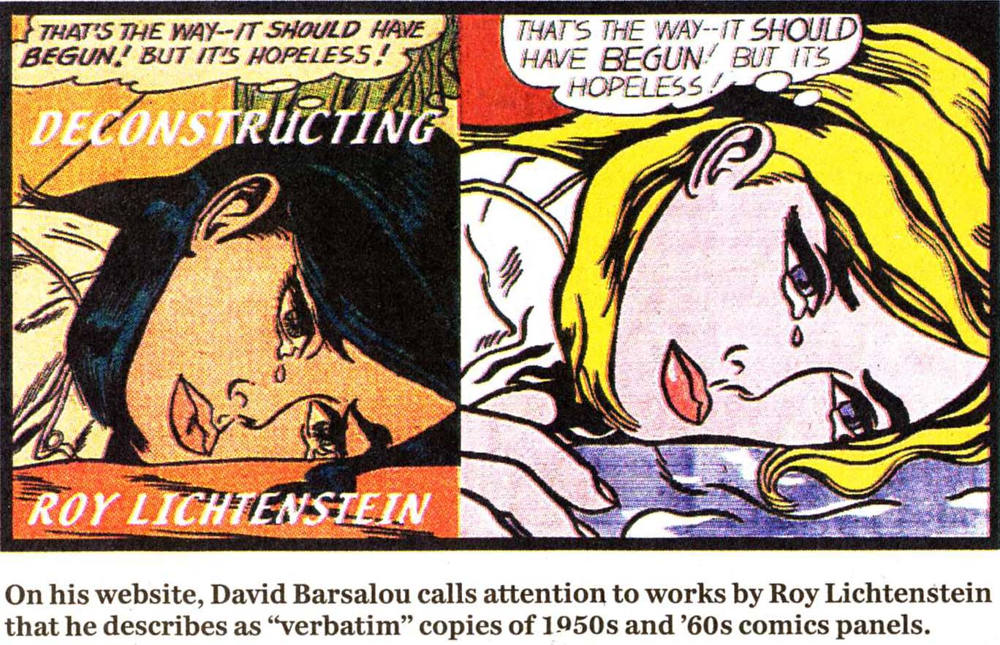 THAT'S THE WAY--IT SHOULD HAVE
BEGUN! BUT IT'S HOPELESS!
DECONSTRUCTING
ROY LICHTENSTEIN
THAT'S THE WAY--IT SHOULD
HAVE BEGUN! BUT IT'S
HOPELESS!
On his website, David Barsalou calls attention to works by Roy Lichtenstein
that he describes as “verbatim” copies of 1950s and ’60s comics panels.